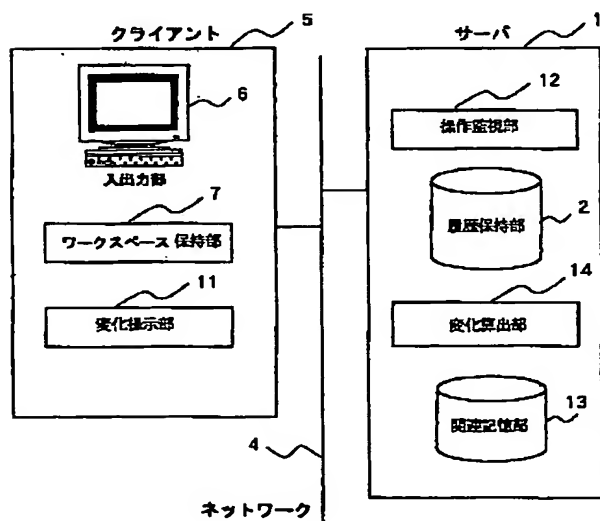 クライアント
5
6
入出力部
7
ワークスペース 保持部
11
変化提示部
4
ネットワーク
サーバ
1
12
操作監視部
2
履歴保持部
14
変化算出部
関連記憶部
13